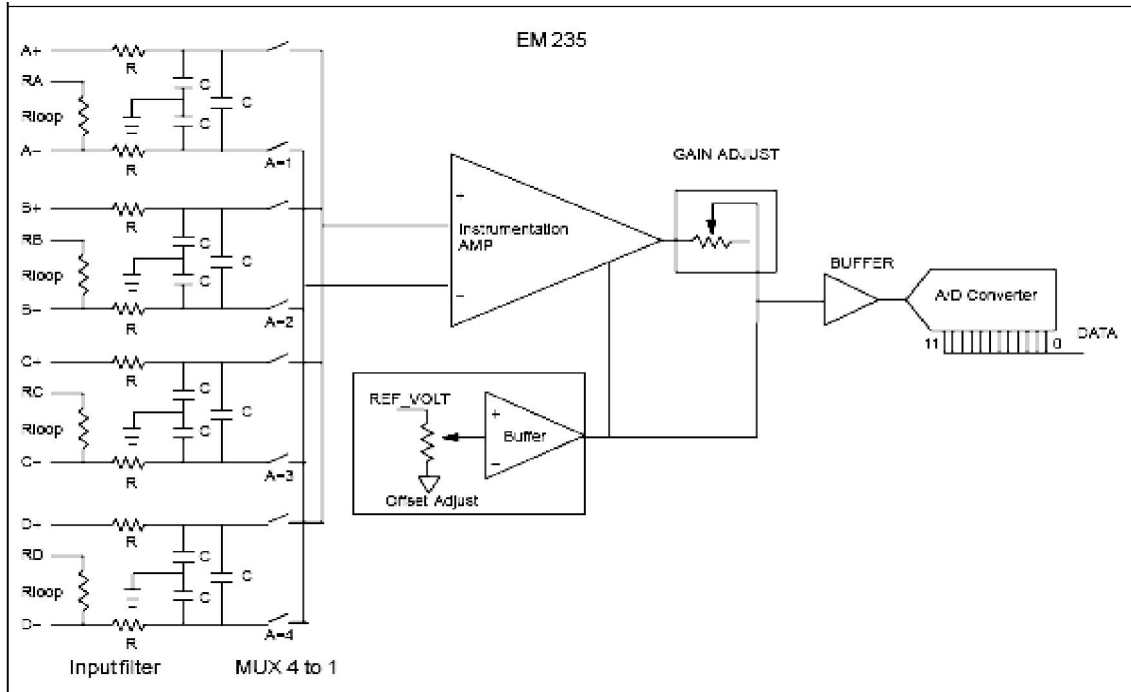 EM 235
A+
R
RA
Rloop
C
C
C
A-
R
A=1
B+
R
RB
Rloop
C
C
C
B-
R
A=2
C+
R
RC
Rloop
C
C
C
C-
R
A=3
D-
R
RD
Rloop
C
C
C
D-
R
A=4
Inputfilter
MUX 4 to 1
+
Instrumentation
AMP
-
GAIN ADJUST
BUFFER
A/D Converter
11
0
DATA
REF_VOLT
+
Buffer
-
Offset Adjust